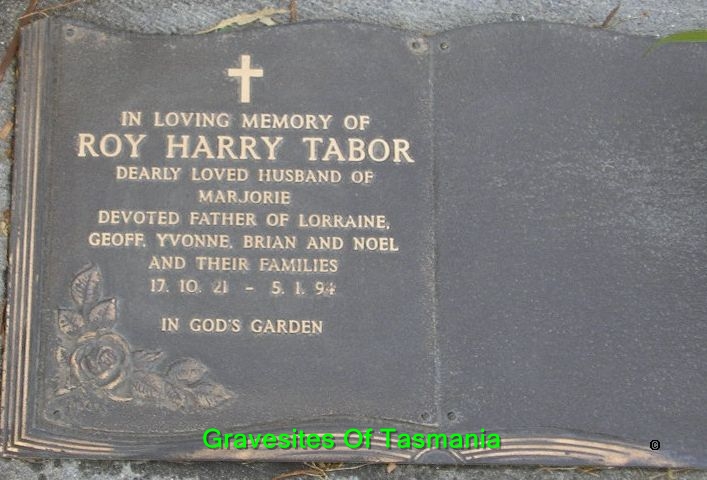 IN LOVING MEMORY OF
ROY HARRY TABOR
DEARLY LOVED HUSBAND OF
MARJORIE
DEVOTED FATHER OF LORRAINE,
GEOFF, YVONNE, BRIAN AND NOEL
AND THEIR FAMILIES
17. 10. 21 - 5. 1. 94
IN GOD'S GARDEN
Gravesites Of Tasmania
©